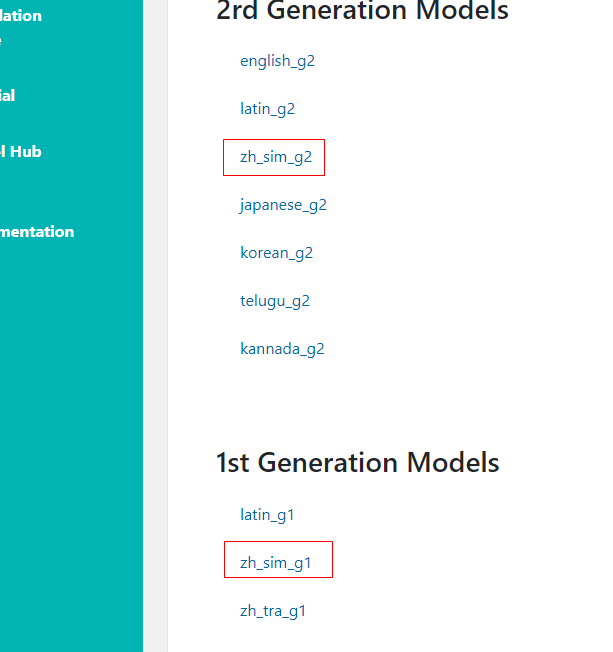 lation
e
ial
l Hub
mentation
2rd Generation Models
english_g2
latin_g2
zh_sim_g2
japanese_g2
korean_g2
telugu_g2
kannada_g2
1st Generation Models
latin_g1
zh_sim_g1
zh_tra_g1